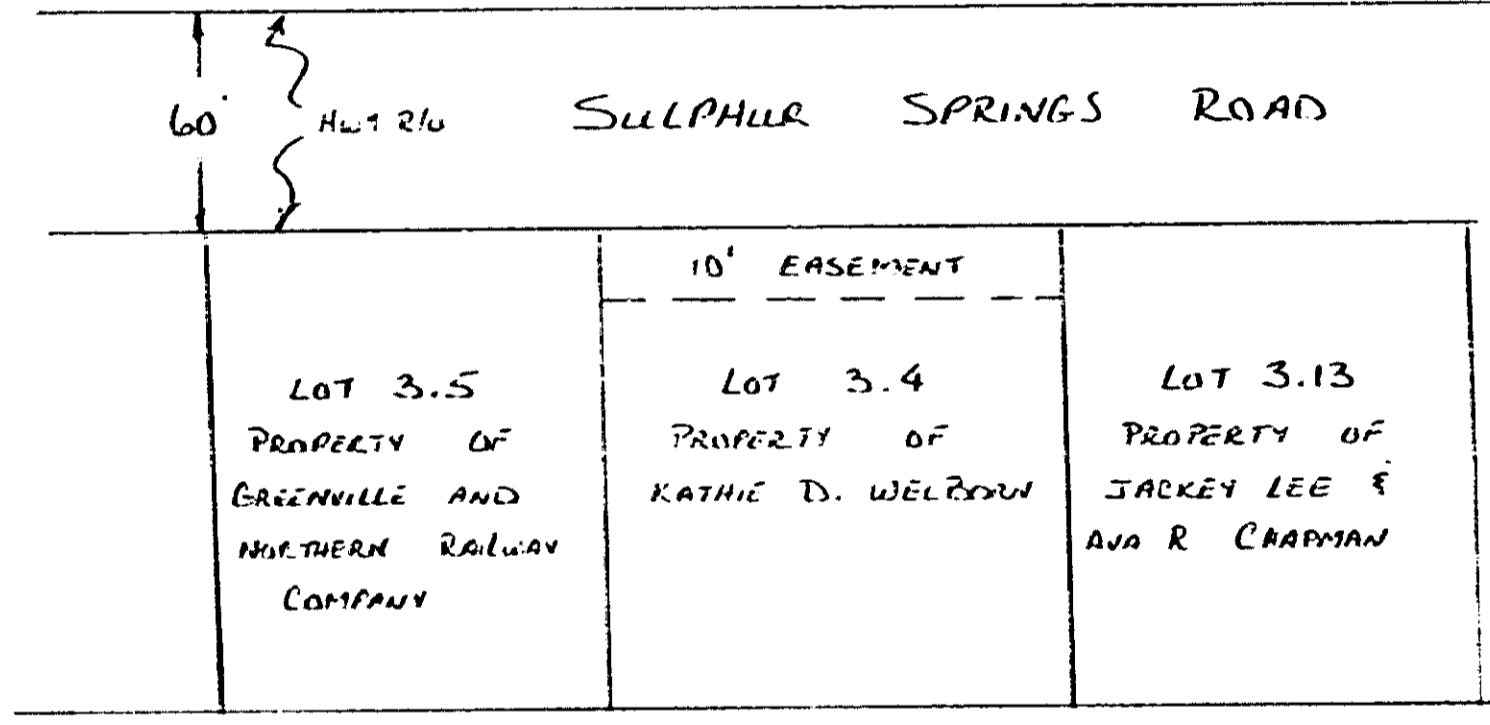 60'
Hwy R/W
SULPHUR SPRINGS ROAD
10' EASEMENT
LOT 3.5
PROPERTY OF
GREENVILLE AND
NORTHERN RAILWAY
COMPANY
LOT 3.4
PROPERTY OF
KATHIE D. WELBORN
LOT 3.13
PROPERTY OF
JACKEY LEE &
AVA R CHAPMAN